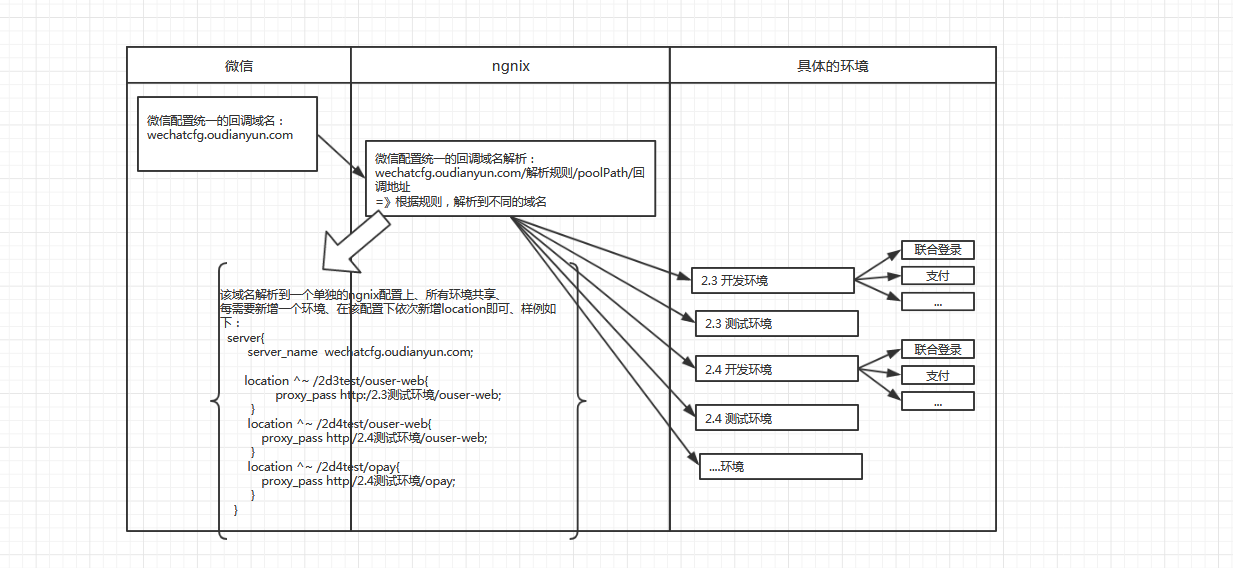 微信
ngnix
具体的环境
微信配置统一的回调域名：
wechatcfg.oudianyun.com
微信配置统一的回调域名解析：
wechatcfg.oudianyun.com/解析规则/poolPath/回
调地址
=》根据规则，解析到不同的域名
该域名解析到一个单独的ngnix配置上、所有环境共享、
每需要新增一个环境、在该配置下依次新增location即可、样例如
下：
server{
server_name wechatcfg.oudianyun.com;
location ^~ /2d3test/ouser-web{
proxy_pass http:/2.3测试环境/ouser-web;
}
location ^~ /2d4test/ouser-web{
proxy_pass http/2.4测试环境/ouser-web;
}
location ^~ /2d4test/opay{
proxy_pass http/2.4测试环境/opay;
}
}
2.3 开发环境
2.3 测试环境
2.4 开发环境
2.4 测试环境
....环境
联合登录
支付
...
联合登录
支付
...